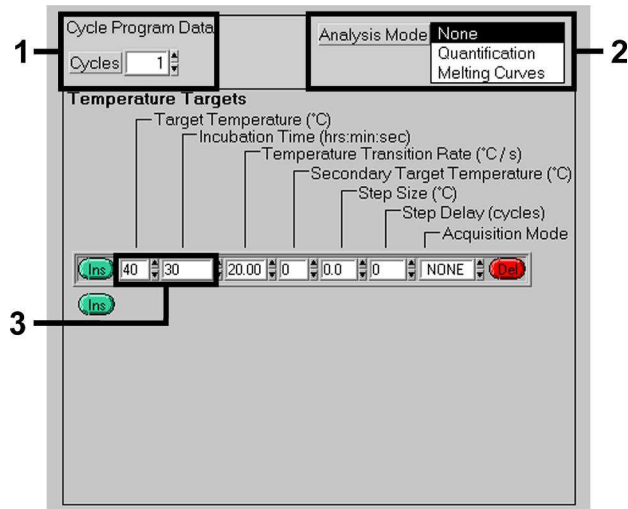 Cycle Program Data
Cycles 1
Analysis Mode None
Quantification
Melting Curves
1
2
Temperature Targets
Target Temperature (°C)
Incubation Time (hrs:min:sec)
Temperature Transition Rate (°C / s)
Secondary Target Temperature (°C)
Step Size (°C)
Step Delay (cycles)
Acquisition Mode
Ins 40 30 20.00 0 0.0 0 NONE Del
Ins
3